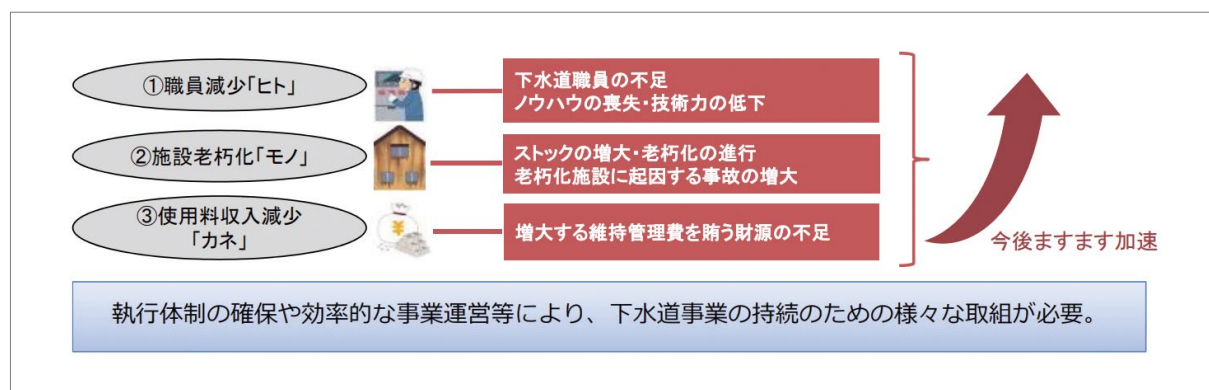 ①職員減少「ヒト」
下水道職員の不足
ノウハウの喪失・技術力の低下
②施設老朽化「モノ」
ストックの増大・老朽化の進行
老朽化施設に起因する事故の増大
③使用料収入減少
「カネ」
¥
増大する維持管理費を賄う財源の不足
今後ますます加速
執行体制の確保や効率的な事業運営等により、下水道事業の持続のための様々な取組が必要。